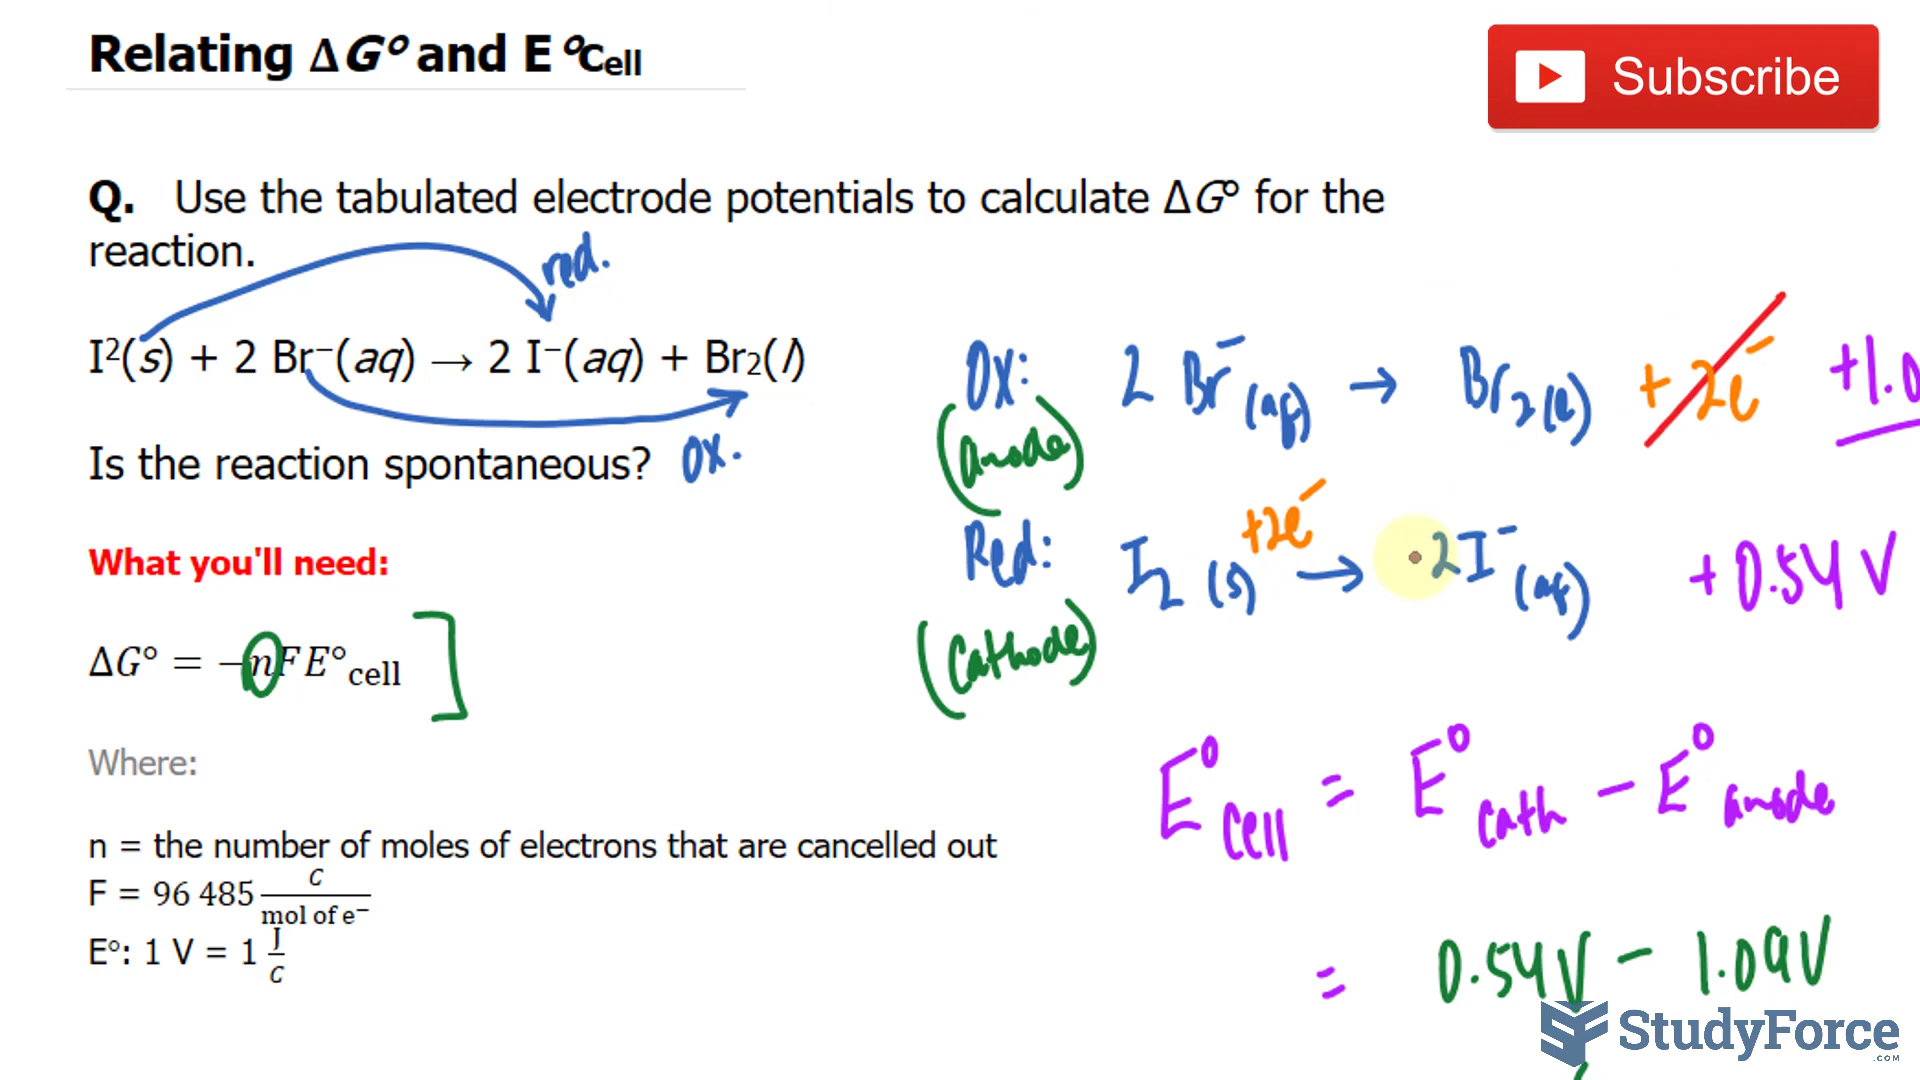 Relating ΔG° and E°Cell
Subscribe
Q. Use the tabulated electrode potentials to calculate ΔG° for the
reaction.
red.
I²(s) + 2 Br⁻(aq) → 2 I⁻(aq) + Br₂(l)
ox.
Is the reaction spontaneous?
What you'll need:
ΔG° = −nFE°cell
Where:
n = the number of moles of electrons that are cancelled out
F = 96 485 C/mol of e⁻
E°: 1 V = 1 J/C
Ox: 2 Br⁻(aq) → Br₂(l) + 2e⁻ +1.0
(anode)
Red: I₂(s) +2e⁻ → 2I⁻(aq) +0.54 V
(cathode)
E°cell = E°cath − E°anode
= 0.54V − 1.09V
StudyForce
.COM